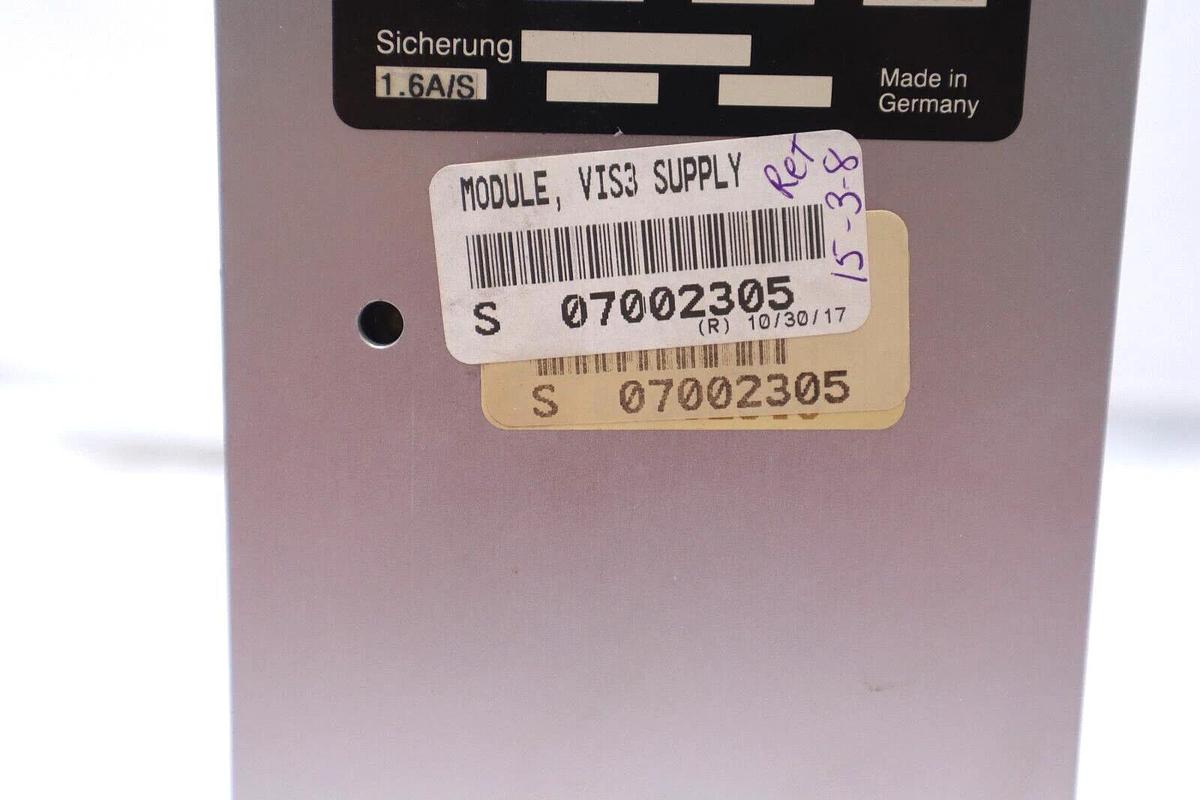 Sicherung
1.6A/S
Made in
Germany
MODULE, VIS3 SUPPLY
Ret
15-3-8
S 07002305
(R) 10/30/17
S 07002305